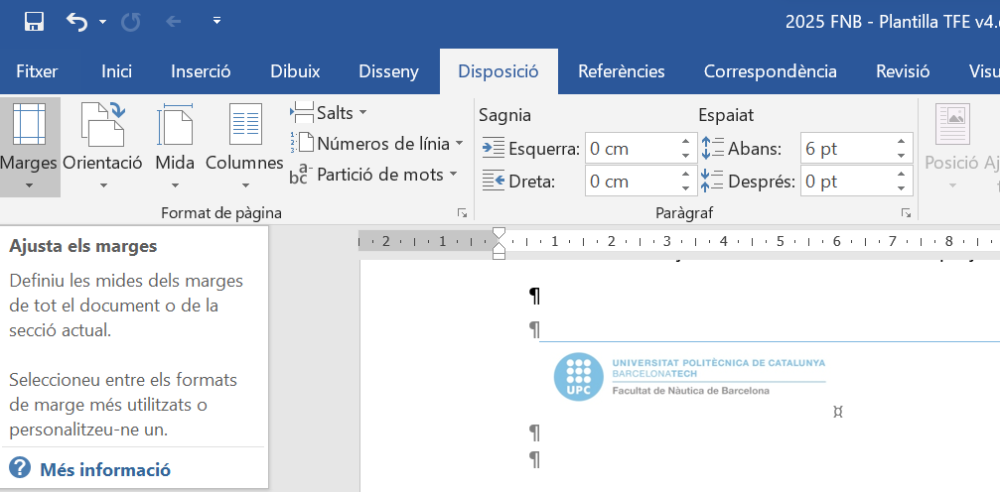 2025 FNB - Plantilla TFE v4.
Fitxer Inici Inserció Dibuix Disseny Disposició Referències Correspondència Revisió Visu
Marges Orientació Mida Columnes
Salts
Números de línia
Partició de mots
Format de pàgina
Sagnia Espaiat
Esquerra: 0 cm Abans: 6 pt
Dreta: 0 cm Després: 0 pt
Paràgraf
Posició Aj
Ajusta els marges
Definiu les mides dels marges
de tot el document o de la
secció actual.
Seleccioneu entre els formats
de marge més utilitzats o
personalitzeu-ne un.
Més informació
2 1 1 2 3 4 5 6 7 8
¶
¶
UPC
UNIVERSITAT POLITÈCNICA DE CATALUNYA
BARCELONATECH
Facultat de Nàutica de Barcelona
¤
¶
¶